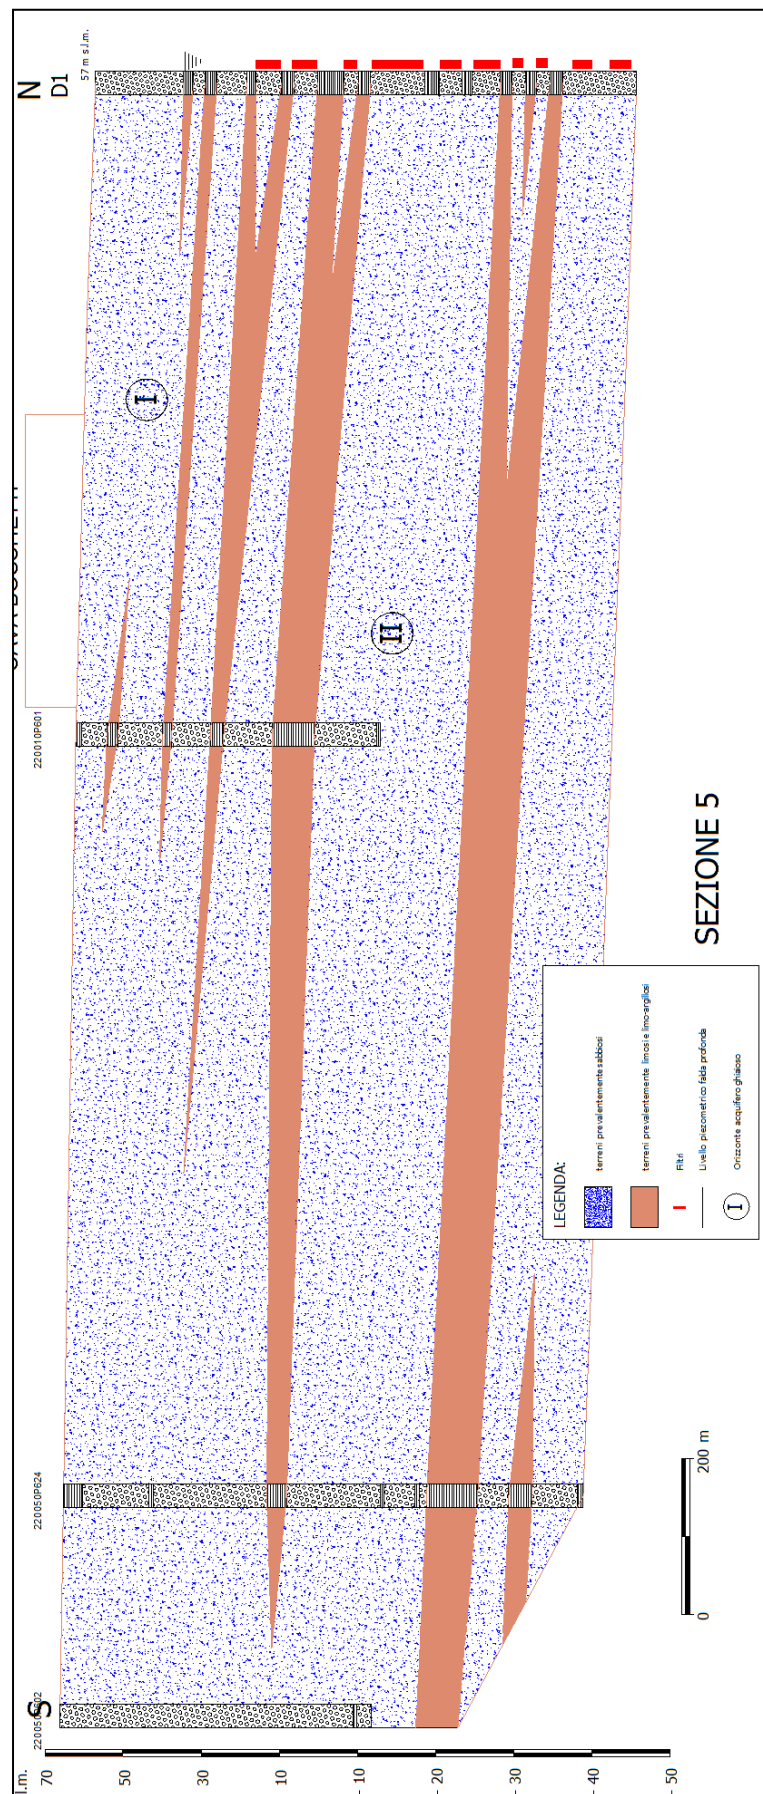 N
D1
57 m s.l.m.
I
II
220010P601
220050P624
S
SEZIONE 5
LEGENDA:
terreni prevalentemente sabbiosi
terreni prevalentemente limosi e limo-argillosi
Filtri
Livello piezometrico falda profonda
I Orizzonte acquifero ghiaioso
0 200 m
l.m.
70
50
30
10
- 10
- 20
- 30
- 40
- 50